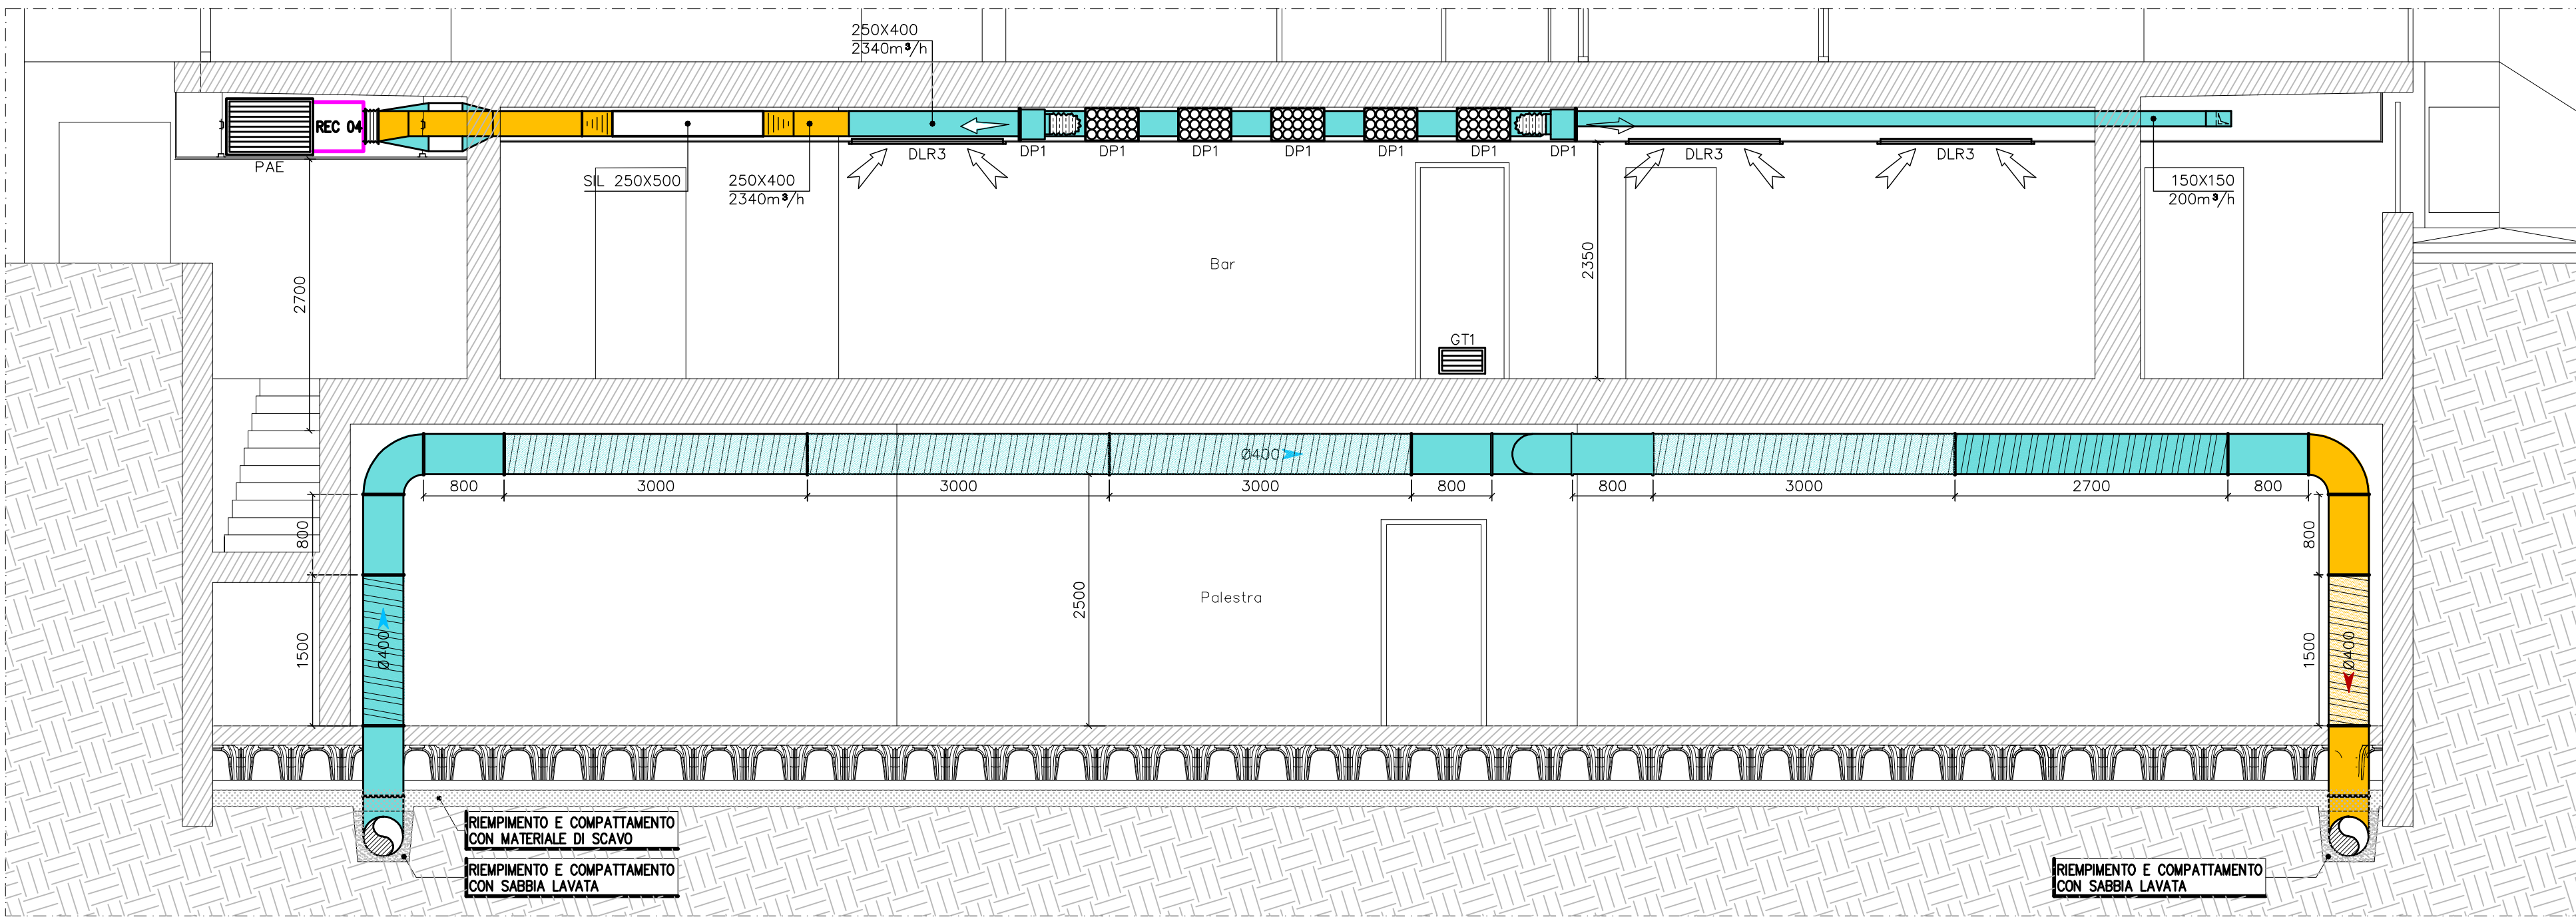 250X400
2340m³/h
REC 04
PAE
SIL 250X500
250X400
2340m³/h
DLR3
DP1
DP1
DP1
DP1
DP1
DP1
DP1
DLR3
DLR3
150X150
200m³/h
2700
Bar
2350
GT1
Ø400
800
3000
3000
3000
800
800
3000
2700
800
800
800
1500
Ø400
2500
Palestra
1500
Ø400
RIEMPIMENTO E COMPATTAMENTO
CON MATERIALE DI SCAVO
RIEMPIMENTO E COMPATTAMENTO
CON SABBIA LAVATA
RIEMPIMENTO E COMPATTAMENTO
CON SABBIA LAVATA